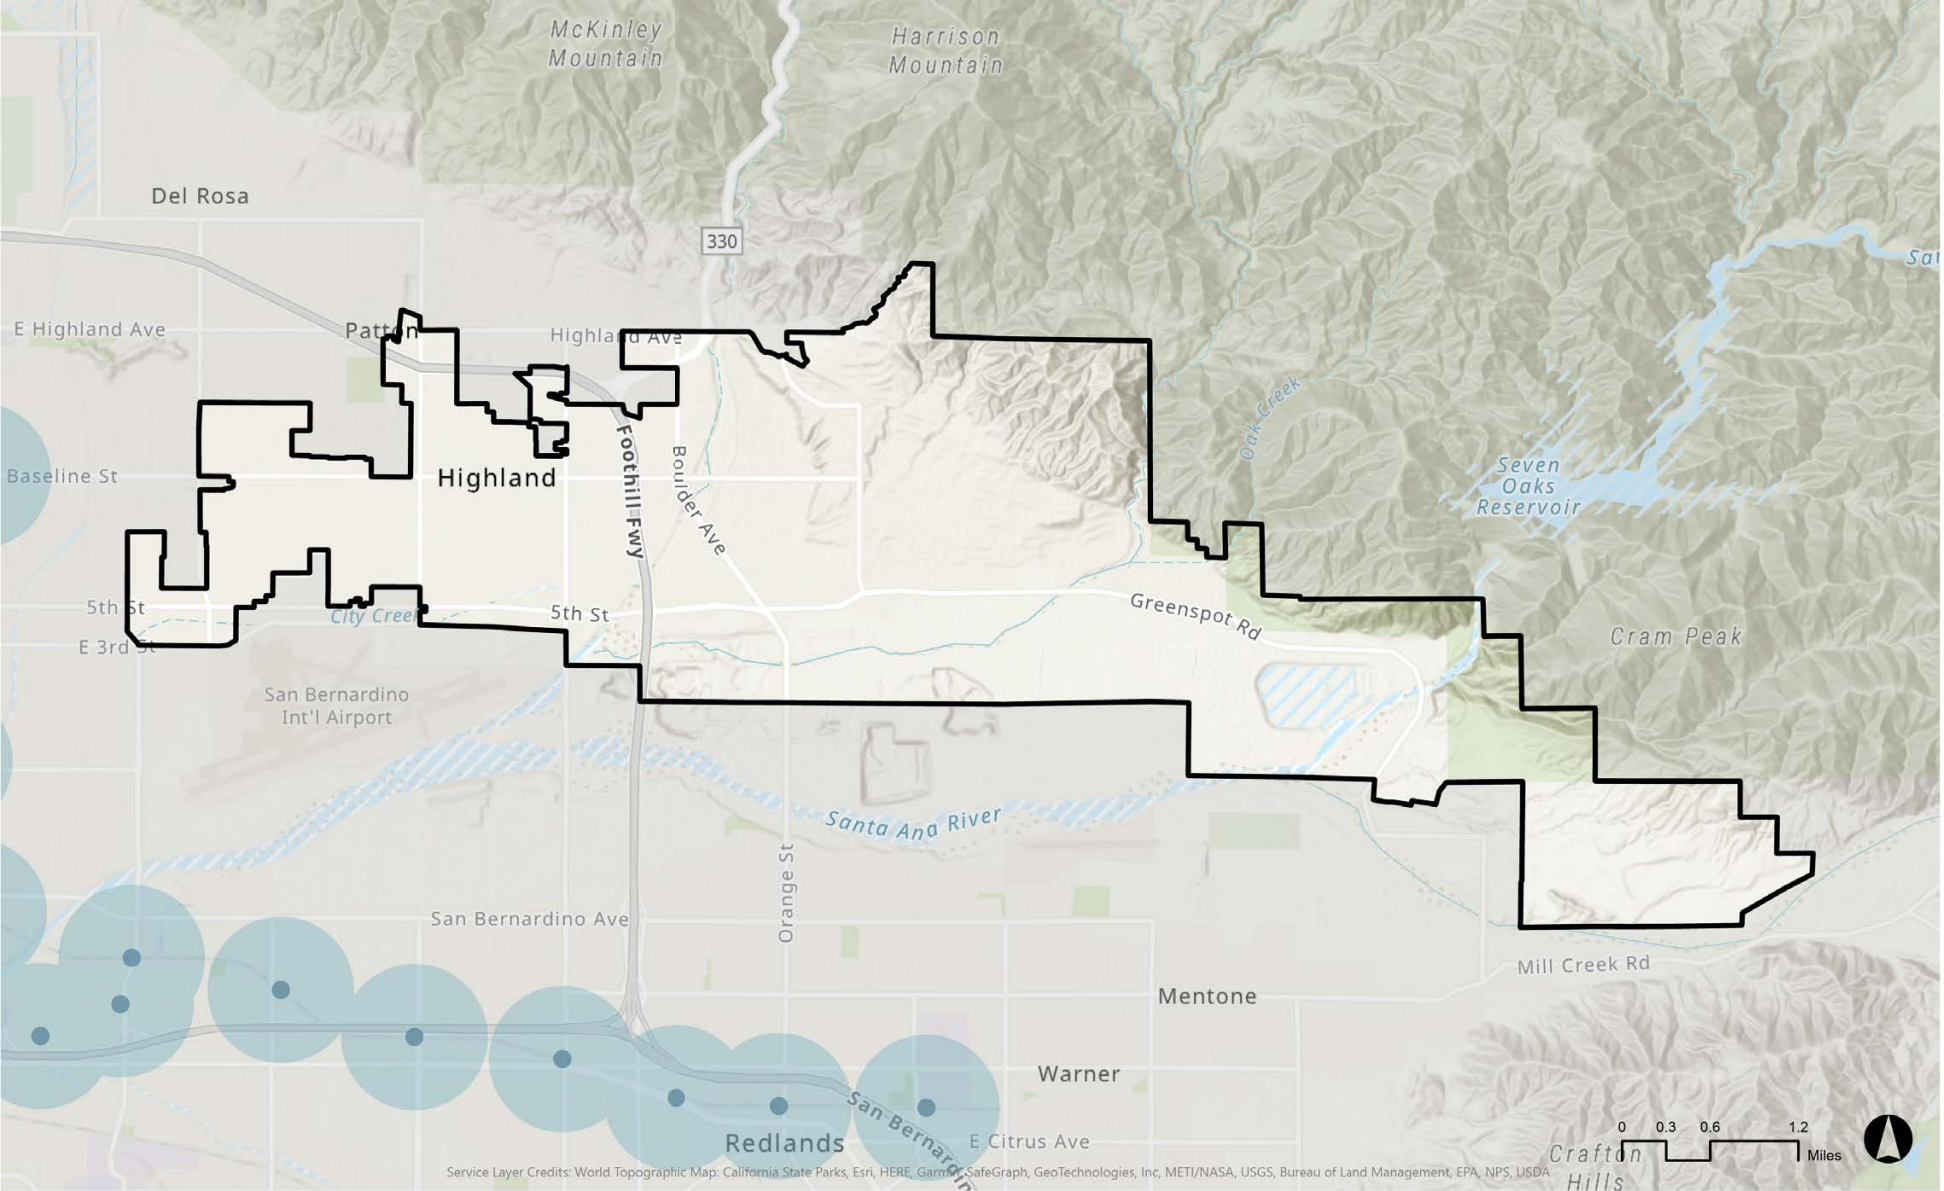 McKinley
Mountain
Harrison
Mountain
Del Rosa
330
San
E Highland Ave
Patton
Highland Ave
Oak Creek
Baseline St
Highland
Foothill Fwy
Boulder Ave
Seven
Oaks
Reservoir
5th St
City Creek
5th St
Greenspot Rd
E 3rd St
Cram Peak
San Bernardino
Int'l Airport
Santa Ana River
Orange St
San Bernardino Ave
Mill Creek Rd
Mentone
Warner
San Bernardin
Redlands
E Citrus Ave
Crafton
Hills
0 0.3 0.6 1.2
Miles
Service Layer Credits: World Topographic Map: California State Parks, Esri, HERE, Garmin, SafeGraph, GeoTechnologies, Inc, METI/NASA, USGS, Bureau of Land Management, EPA, NPS, USDA